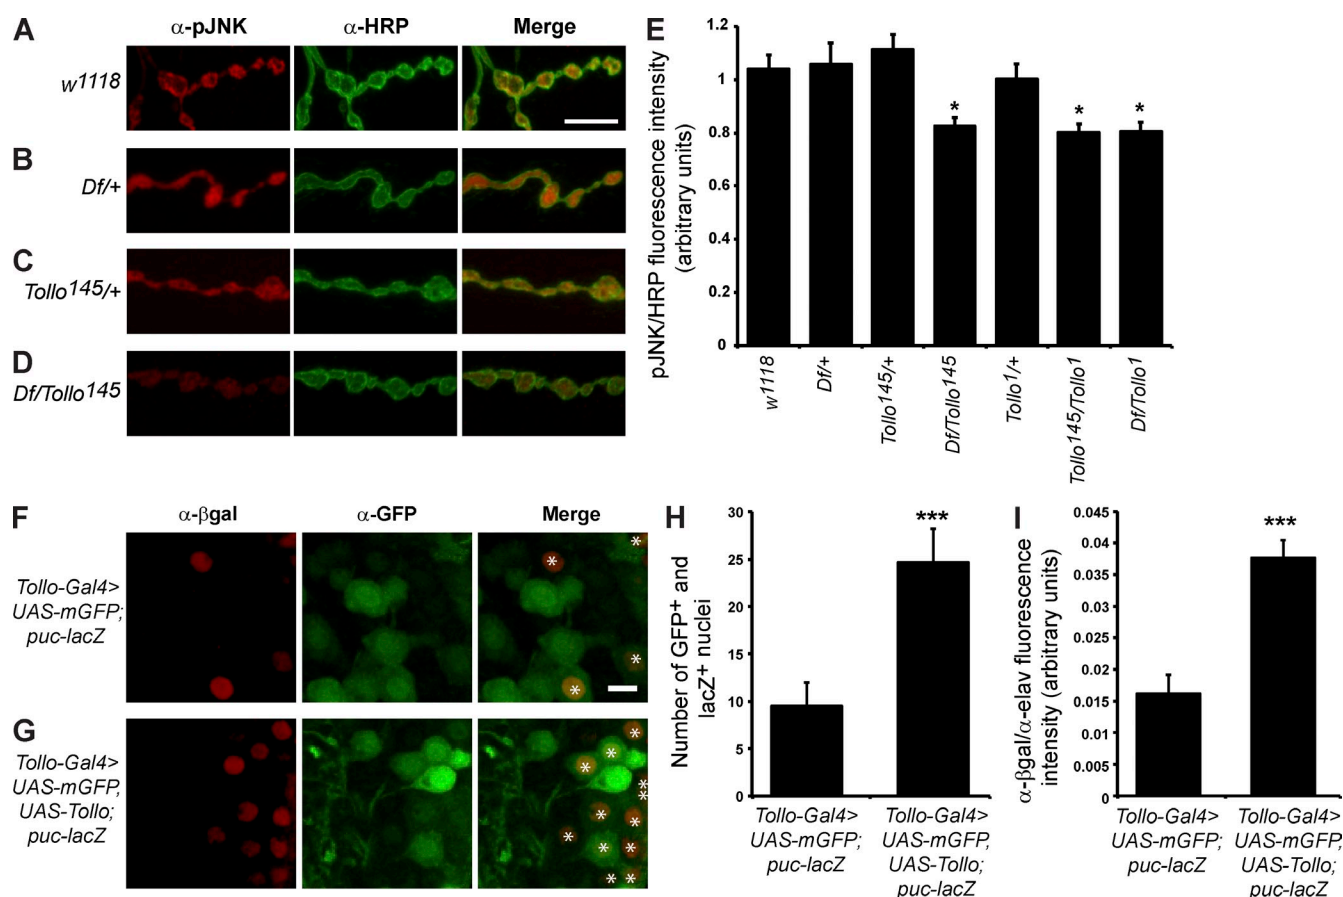 A
α-pJNK
α-HRP
Merge
w1118
B
Df/+
C
Tollo145/+
D
Df/Tollo145
E
pJNK/HRP fluorescence intensity
(arbitrary units)
1.2
1
0.8
0.6
0.4
0.2
0
*
*
*
w1118
Df/+
Tollo145/+
Df/Tollo145
Tollo1/+
Tollo145/Tollo1
Df/Tollo1
F
α-βgal
α-GFP
Merge
Tollo-Gal4>
UAS-mGFP;
puc-lacZ
* * * *
G
Tollo-Gal4>
UAS-mGFP,
UAS-Tollo;
puc-lacZ
* * * * * * * * * * * *
H
Number of GFP+ and
lacZ+ nuclei
30
25
20
15
10
5
0
***
Tollo-Gal4>
UAS-mGFP;
puc-lacZ
Tollo-Gal4>
UAS-mGFP,
UAS-Tollo;
puc-lacZ
I
α-βgal/α-elav fluorescence
intensity (arbitrary units)
0.045
0.04
0.035
0.03
0.025
0.02
0.015
0.01
0.005
0
***
Tollo-Gal4>
UAS-mGFP;
puc-lacZ
Tollo-Gal4>
UAS-mGFP,
UAS-Tollo;
puc-lacZ